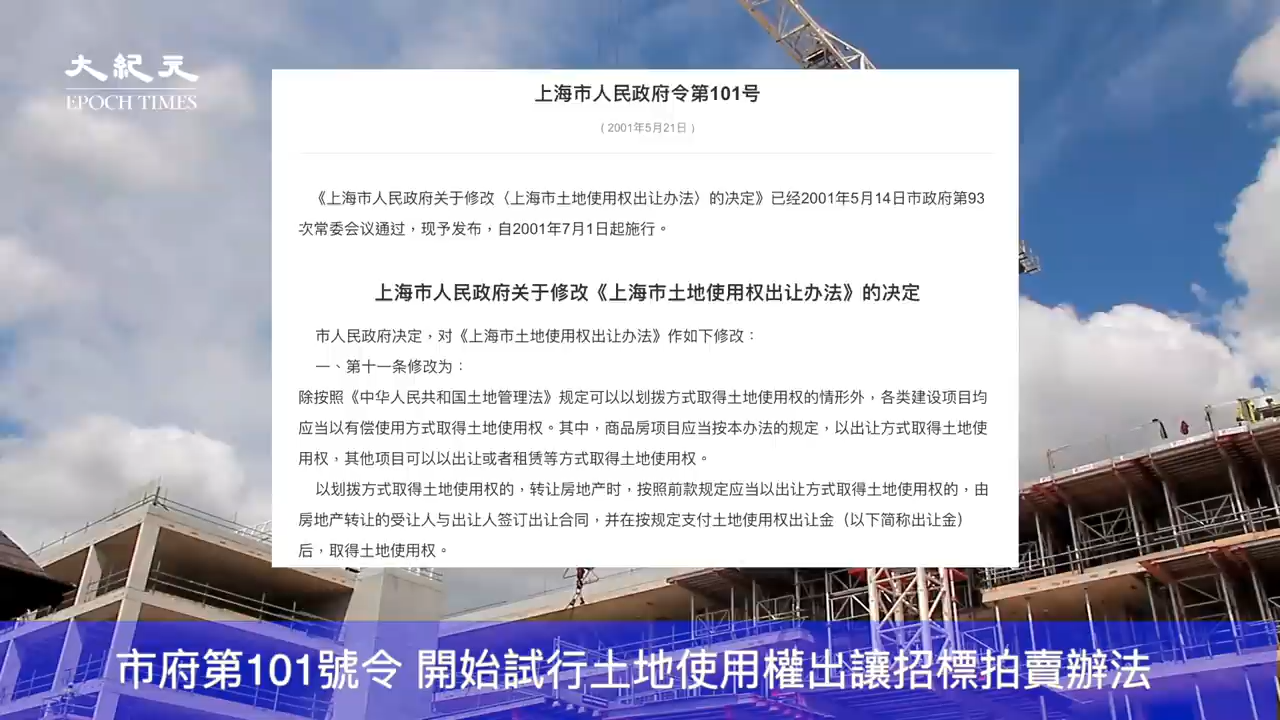 大紀元
EPOCH TIMES
上海市人民政府令第101号
（2001年5月21日）
《上海市人民政府关于修改〈上海市土地使用权出让办法〉的决定》已经2001年5月14日市政府第93
次常委会议通过，现予发布，自2001年7月1日起施行。
上海市人民政府关于修改《上海市土地使用权出让办法》的决定
市人民政府决定，对《上海市土地使用权出让办法》作如下修改：
一、第十一条修改为：
除按照《中华人民共和国土地管理法》规定可以以划拨方式取得土地使用权的情形外，各类建设项目均
应当以有偿使用方式取得土地使用权。其中，商品房项目应当按本办法的规定，以出让方式取得土地使
用权，其他项目可以以出让或者租赁等方式取得土地使用权。
以划拨方式取得土地使用权的，转让房地产时，按照前款规定应当以出让方式取得土地使用权的，由
房地产转让的受让人与出让人签订出让合同，并在按规定支付土地使用权出让金（以下简称出让金）
后，取得土地使用权。
市府第101號令 開始試行土地使用權出讓招標拍賣辦法